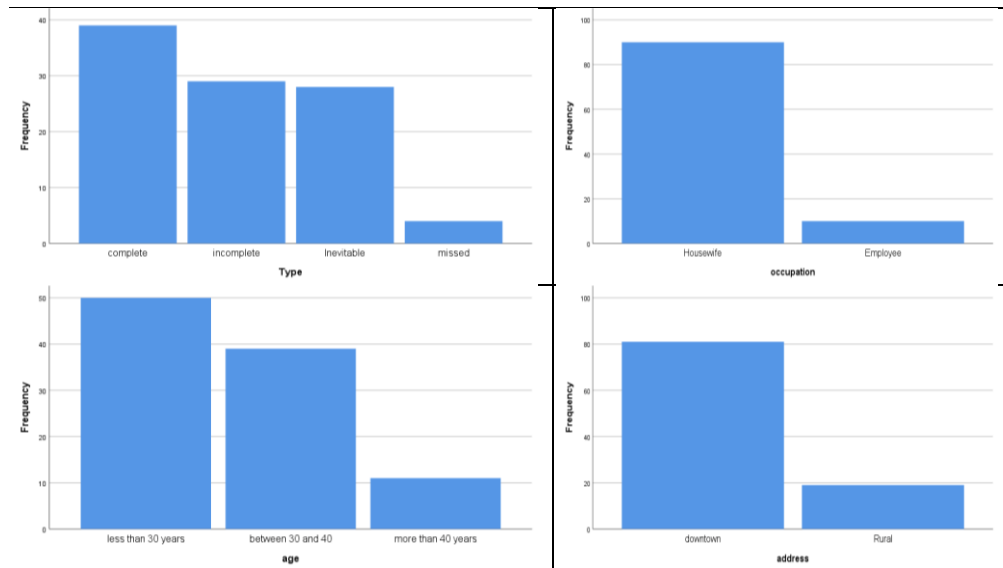 Frequency
40
30
20
10
0
complete incomplete Inevitable missed
Type
Frequency
100
80
60
40
20
0
Housewife Employee
occupation
Frequency
50
40
30
20
10
0
less than 30 years between 30 and 40 more than 40 years
age
Frequency
100
80
60
40
20
0
downtown Rural
address